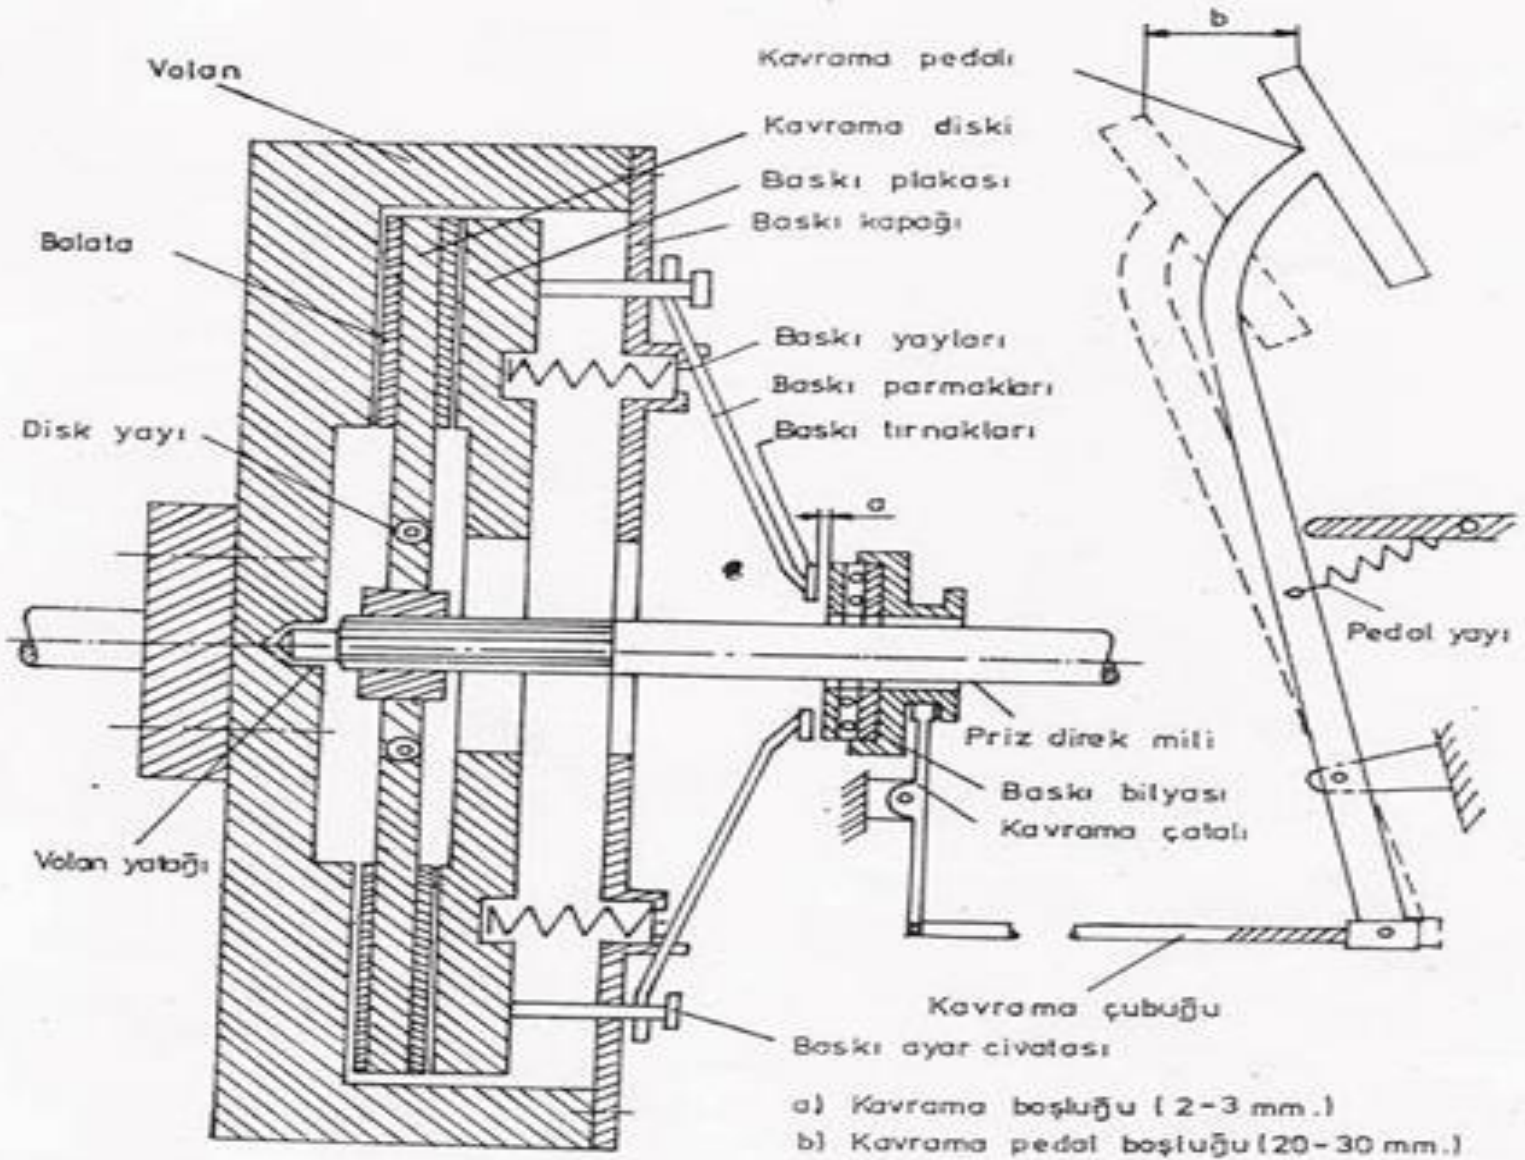 b
Kavrama pedalı
Volan
Kavrama diski
Baskı plakası
Baskı kapağı
Balata
Baskı yayları
Baskı parmakları
Baskı tırnakları
Disk yayı
a
Pedal yayı
Priz direk mili
Baskı bilyası
Kavrama çatalı
Volan yatağı
Kavrama çubuğu
Baskı ayar civatası
a) Kavrama boşluğu (2-3 mm.)
b) Kavrama pedal boşluğu (20-30 mm.)